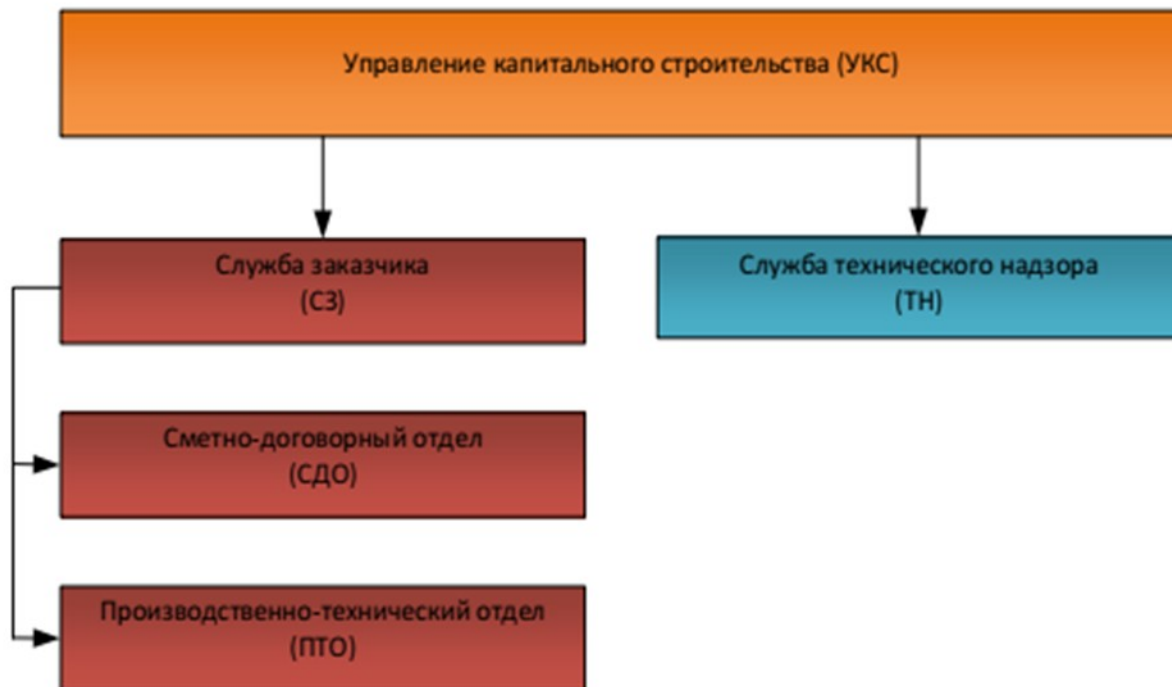 Управление капитального строительства (УКС)
Служба заказчика
(СЗ)
Служба технического надзора
(ТН)
Сметно-договорный отдел
(СДО)
Производственно-технический отдел
(ПТО)